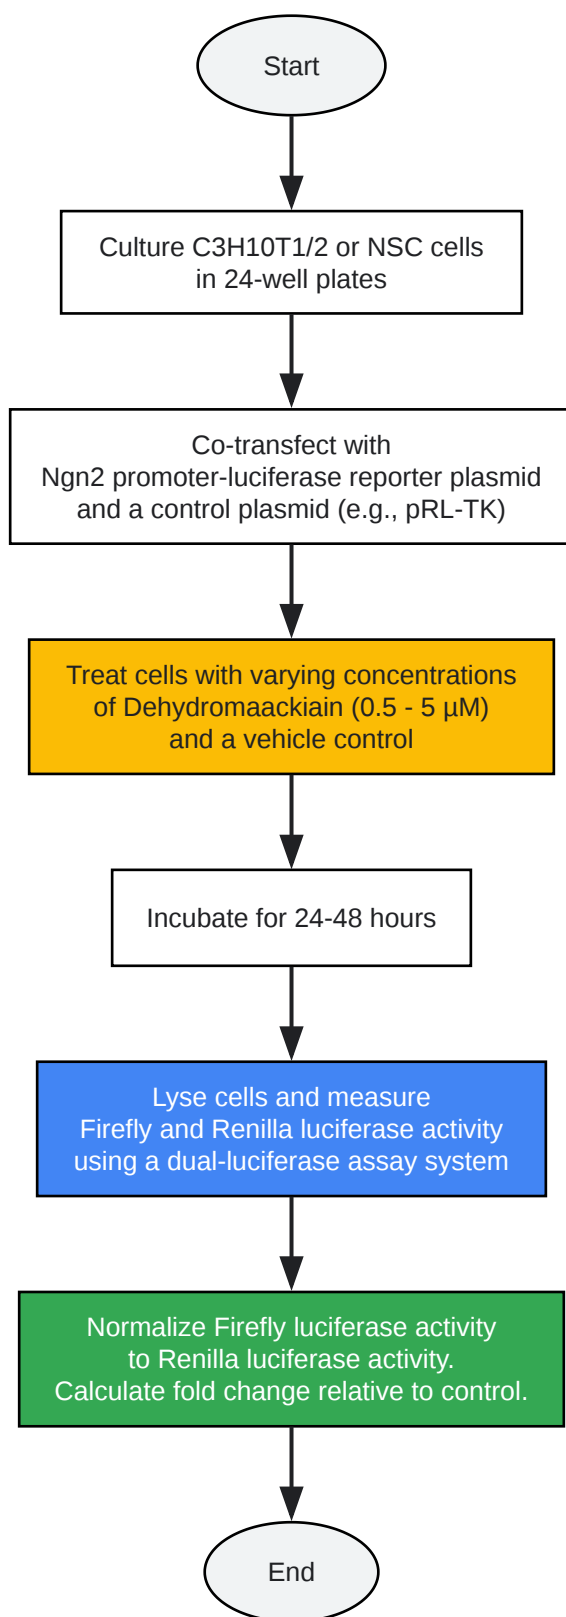 Start
Culture C3H10T1/2 or NSC cells
in 24-well plates
Co-transfect with
Ngn2 promoter-luciferase reporter plasmid
and a control plasmid (e.g., pRL-TK)
Treat cells with varying concentrations
of Dehydromaackiain (0.5 - 5 µM)
and a vehicle control
Incubate for 24-48 hours
Lyse cells and measure
Firefly and Renilla luciferase activity
using a dual-luciferase assay system
Normalize Firefly luciferase activity
to Renilla luciferase activity.
Calculate fold change relative to control.
End